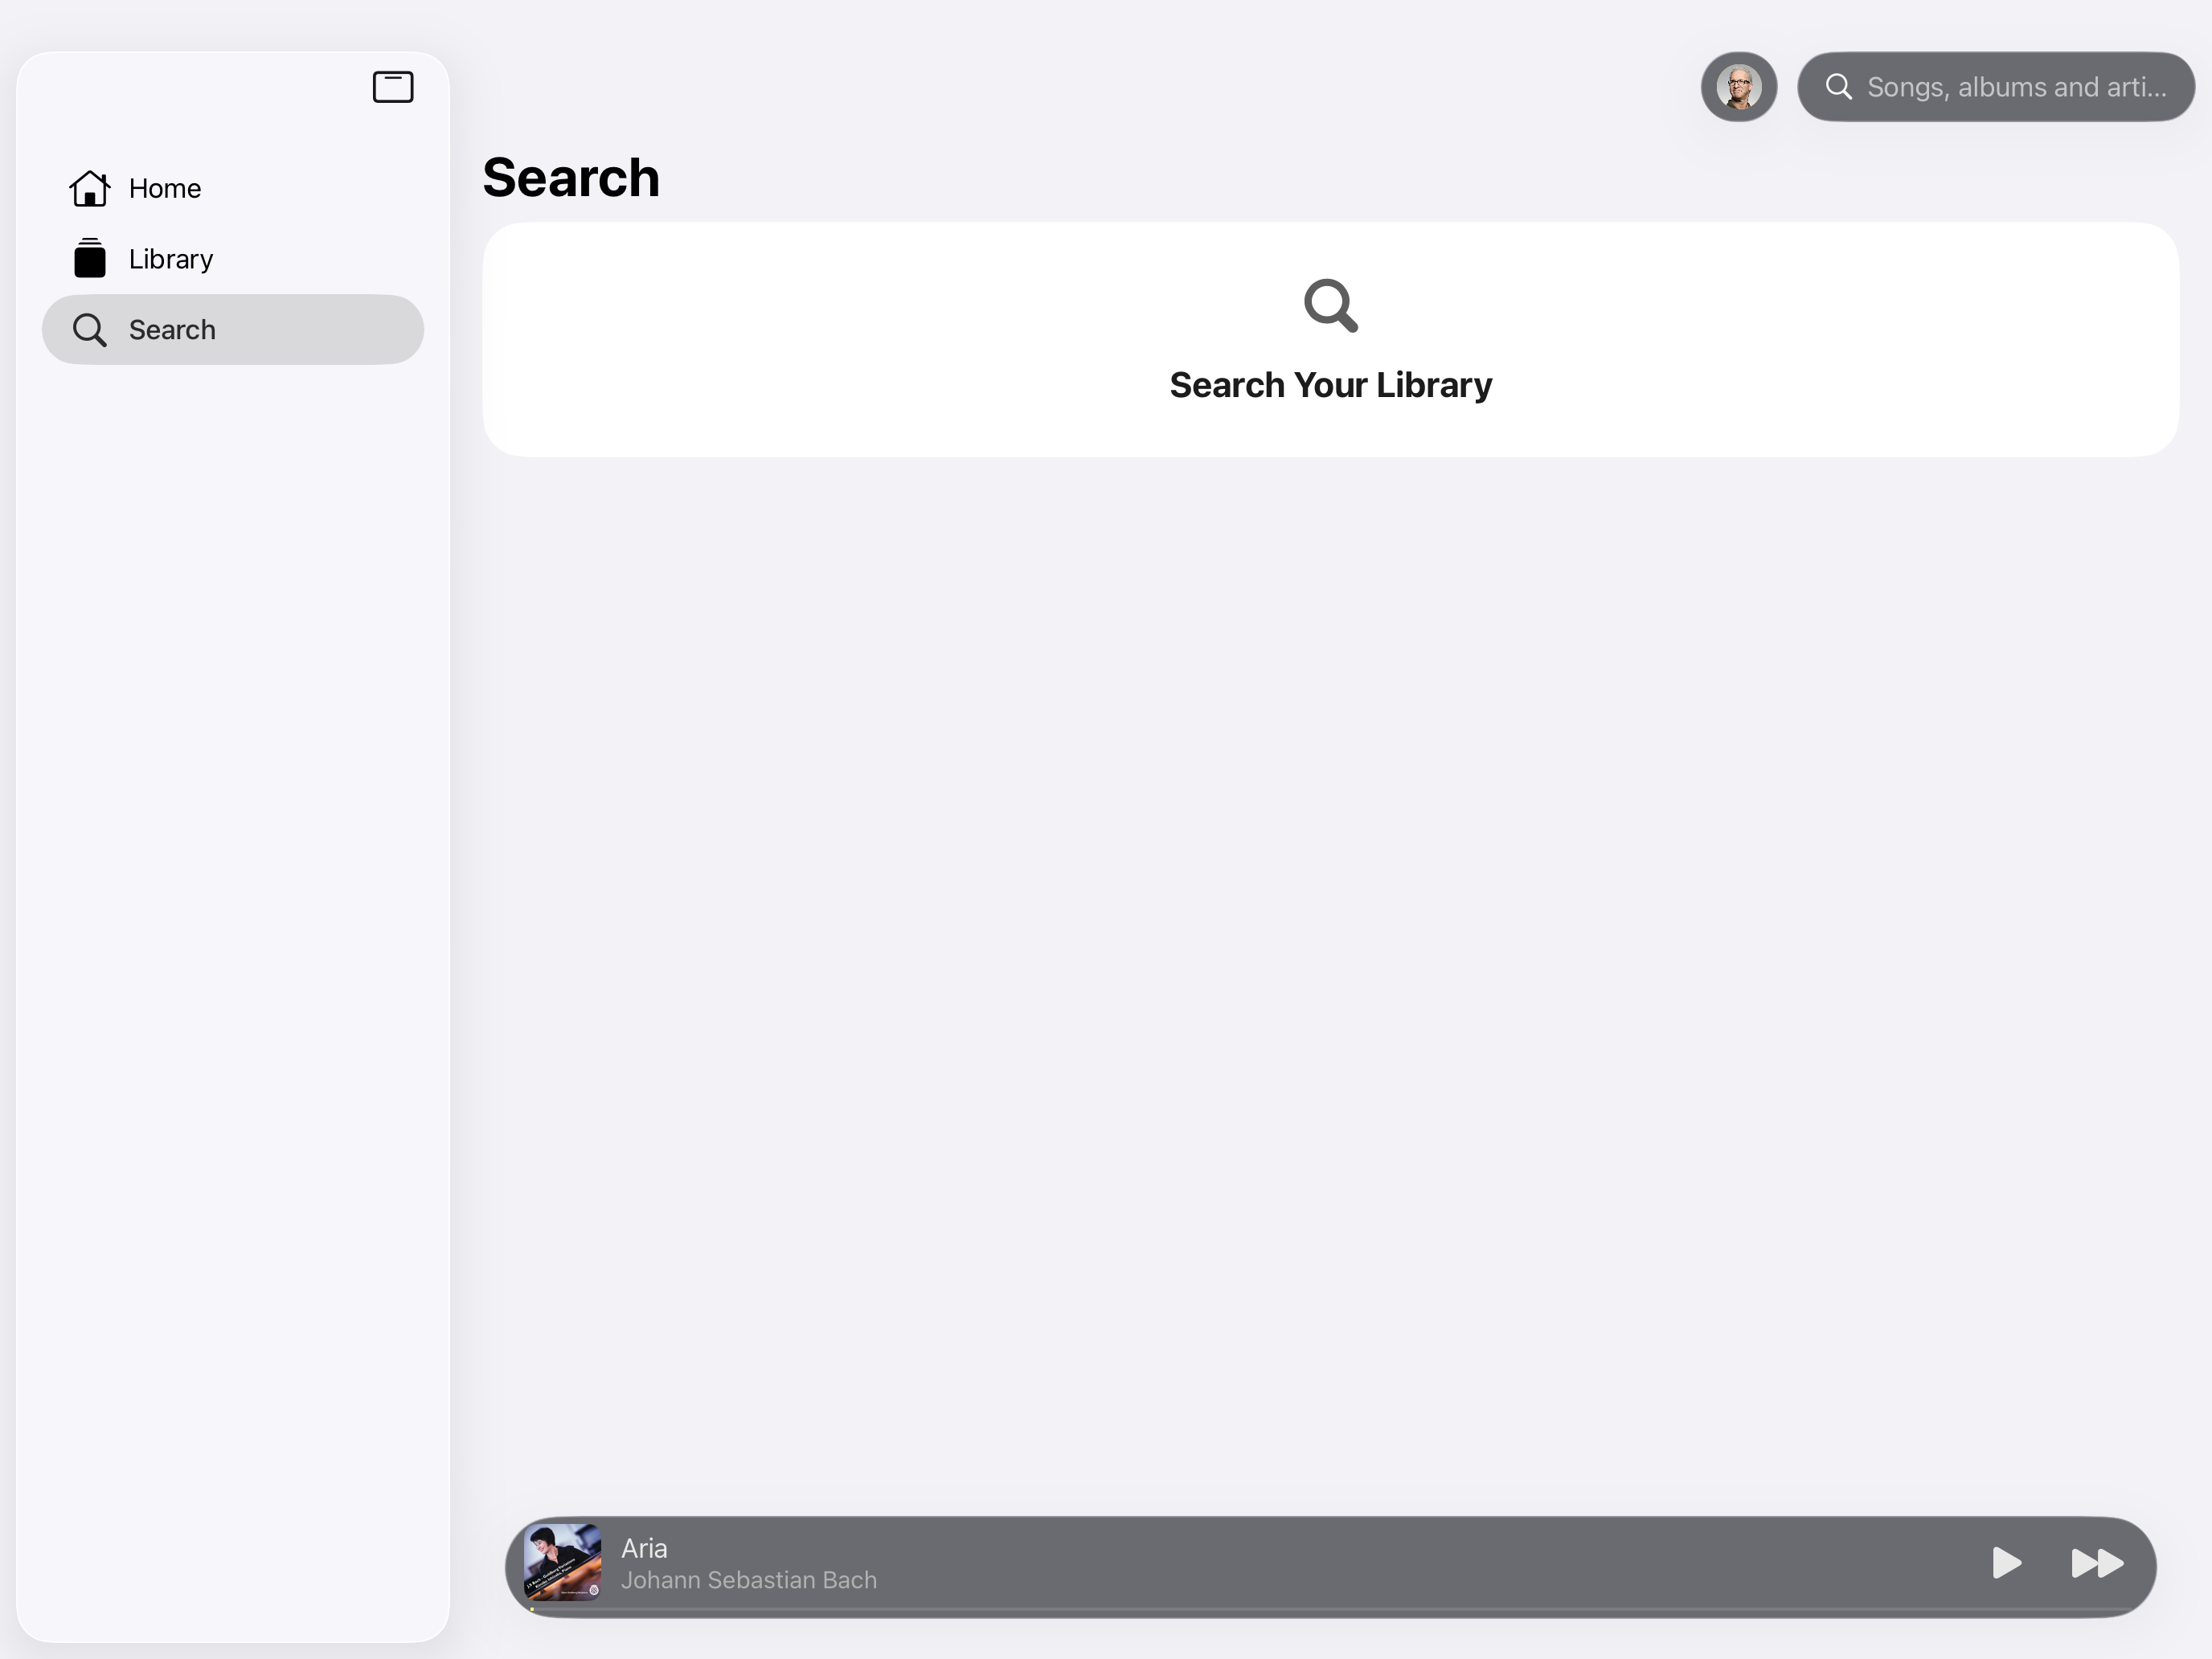 Songs, albums and arti...
Home
Library
Search
Search
Search Your Library
Aria
Johann Sebastian Bach